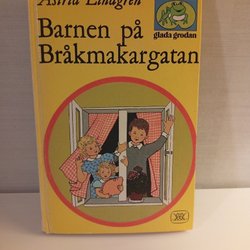 Astrid Lindgren
glada grodan
Barnen på
Bråkmakargatan